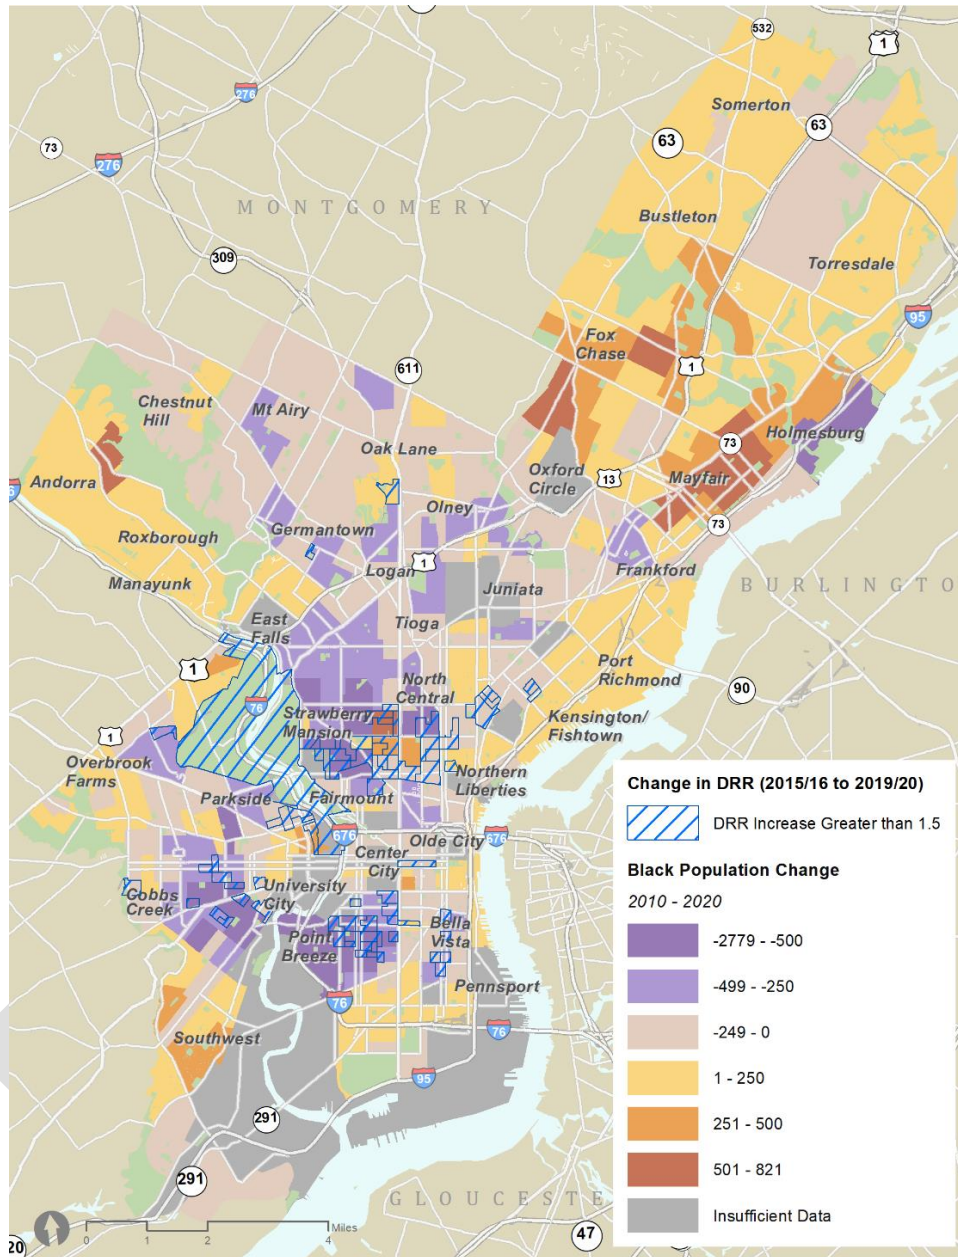 532
1
Somerton
63
63
276
73
276
MONTGOMERY
Bustleton
309
Torresdale
95
Fox
Chase
1
611
Chestnut
Hill
Mt Airy
Holmesburg
73
Oak Lane
Oxford
Circle
13
Mayfair
Andorra
Olney
73
Roxborough
Germantown
Logan
1
Juniata
Frankford
BURLINGTO
Manayunk
East
Falls
Tioga
1
Port
Richmond
90
North
Central
76
Strawberry
Mansion
Kensington/
Fishtown
1
Overbrook
Farms
Northern
Liberties
Parkside
Fairmount
676
Olde City
676
Center
City
University
City
Cobbs
Creek
Bella
Vista
Point
Breeze
Pennsport
76
76
Southwest
95
291
291
GLOUCESTE
47
20
0
1
2
4
Miles
Change in DRR (2015/16 to 2019/20)
DRR Increase Greater than 1.5
Black Population Change
2010 - 2020
-2779 - -500
-499 - -250
-249 - 0
1 - 250
251 - 500
501 - 821
Insufficient Data